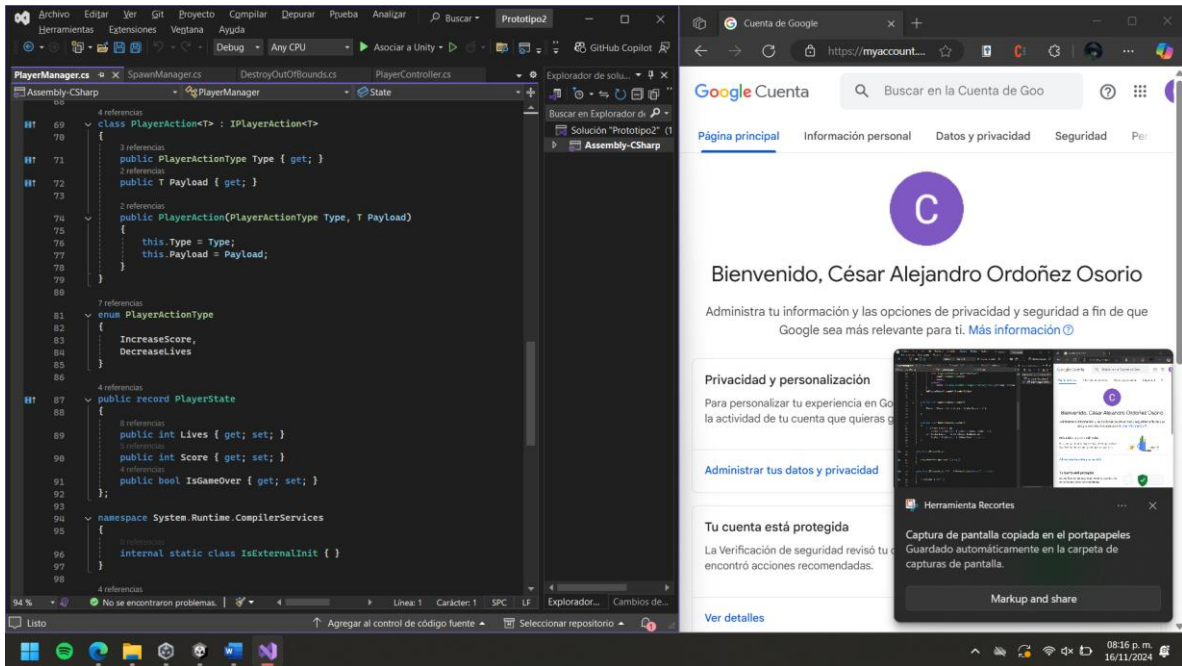 Archivo Editar Ver Git Proyecto Compilar Depurar Prueba Analizar Buscar Prototipo2
Herramientas Extensiones Ventana Ayuda
Debug Any CPU Asociar a Unity GitHub Copilot
PlayerManager.cs SpawnManager.cs DestroyOutOfBounds.cs PlayerController.cs
Assembly-CSharp PlayerManager State
68
4 referencias
69 class PlayerAction<T> : IPlayerAction<T>
70 {
3 referencias
71 public PlayerActionType Type { get; }
2 referencias
72 public T Payload { get; }
73
2 referencias
74 public PlayerAction(PlayerActionType Type, T Payload)
75 {
76 this.Type = Type;
77 this.Payload = Payload;
78 }
79 }
80
7 referencias
81 enum PlayerActionType
82 {
83 IncreaseScore,
84 DecreaseLives
85 }
86
4 referencias
87 public record PlayerState
88 {
8 referencias
89 public int Lives { get; set; }
5 referencias
90 public int Score { get; set; }
4 referencias
91 public bool IsGameOver { get; set; }
92 };
93
94 namespace System.Runtime.CompilerServices
95 {
0 referencias
96 internal static class IsExternalInit { }
97 }
98
4 referencias
94 % No se encontraron problemas. Línea: 1 Carácter: 1 SPC LF
Explorador de solu...
Buscar en Explorador de
Solución "Prototipo2" (1
Assembly-CSharp
Explorador... Cambios de...
Listo Agregar al control de código fuente Seleccionar repositorio
Cuenta de Google
https://myaccount....
Google Cuenta Buscar en la Cuenta de Goo
Página principal Información personal Datos y privacidad Seguridad Per
C
Bienvenido, César Alejandro Ordoñez Osorio
Administra tu información y las opciones de privacidad y seguridad a fin de que
Google sea más relevante para ti. Más información
Privacidad y personalización
Para personalizar tu experiencia en Go
la actividad de tu cuenta que quieras g
Administrar tus datos y privacidad
Tu cuenta está protegida
La Verificación de seguridad revisó tu
encontró acciones recomendadas.
Ver detalles
Herramienta Recortes
Captura de pantalla copiada en el portapapeles
Guardado automáticamente en la carpeta de
capturas de pantalla.
Markup and share
08:16 p. m.
16/11/2024